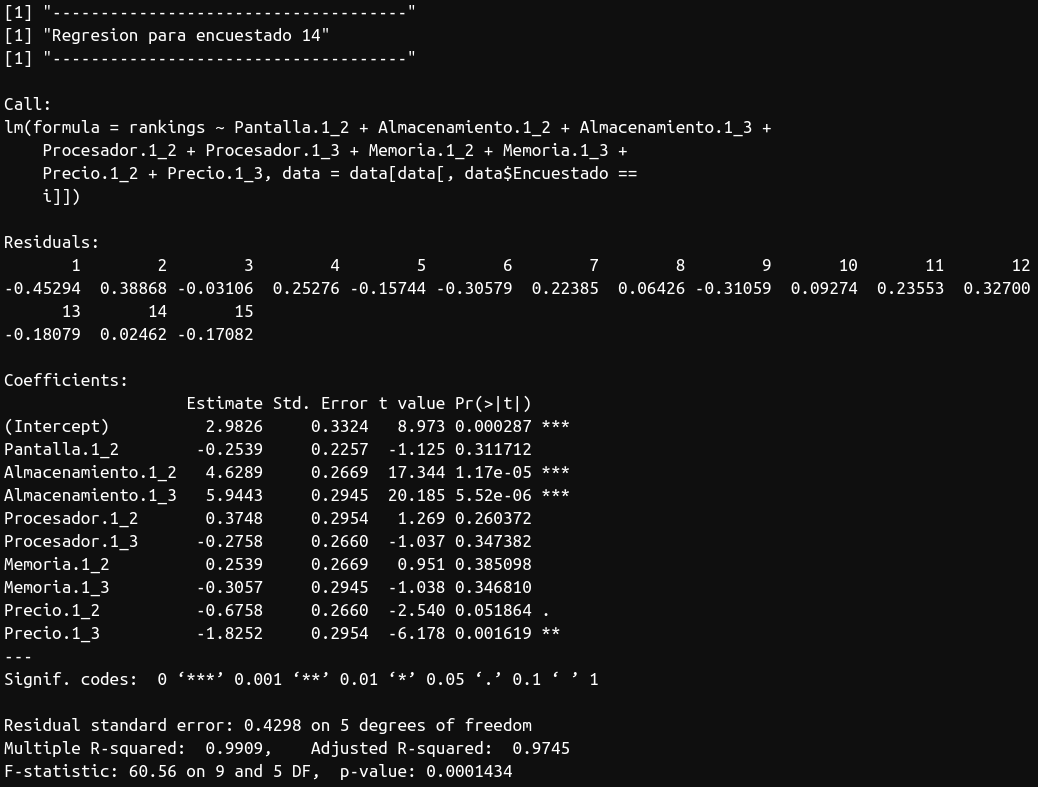 [1] "-------------------------------------"
[1] "Regresion para encuestado 14"
[1] "-------------------------------------"

Call:
lm(formula = rankings ~ Pantalla.1_2 + Almacenamiento.1_2 + Almacenamiento.1_3 +
    Procesador.1_2 + Procesador.1_3 + Memoria.1_2 + Memoria.1_3 +
    Precio.1_2 + Precio.1_3, data = data[data[, data$Encuestado ==
    i]])

Residuals:
       1        2        3        4        5        6        7        8        9       10       11       12
-0.45294  0.38868 -0.03106  0.25276 -0.15744 -0.30579  0.22385  0.06426 -0.31059  0.09274  0.23553  0.32700
      13       14       15
-0.18079  0.02462 -0.17082

Coefficients:
                   Estimate Std. Error t value Pr(>|t|)
(Intercept)          2.9826     0.3324   8.973 0.000287 ***
Pantalla.1_2        -0.2539     0.2257  -1.125 0.311712
Almacenamiento.1_2   4.6289     0.2669  17.344 1.17e-05 ***
Almacenamiento.1_3   5.9443     0.2945  20.185 5.52e-06 ***
Procesador.1_2       0.3748     0.2954   1.269 0.260372
Procesador.1_3      -0.2758     0.2660  -1.037 0.347382
Memoria.1_2          0.2539     0.2669   0.951 0.385098
Memoria.1_3         -0.3057     0.2945  -1.038 0.346810
Precio.1_2          -0.6758     0.2660  -2.540 0.051864 .
Precio.1_3          -1.8252     0.2954  -6.178 0.001619 **
---
Signif. codes:  0 ‘***’ 0.001 ‘**’ 0.01 ‘*’ 0.05 ‘.’ 0.1 ‘ ’ 1

Residual standard error: 0.4298 on 5 degrees of freedom
Multiple R-squared:  0.9909,    Adjusted R-squared:  0.9745
F-statistic: 60.56 on 9 and 5 DF,  p-value: 0.0001434